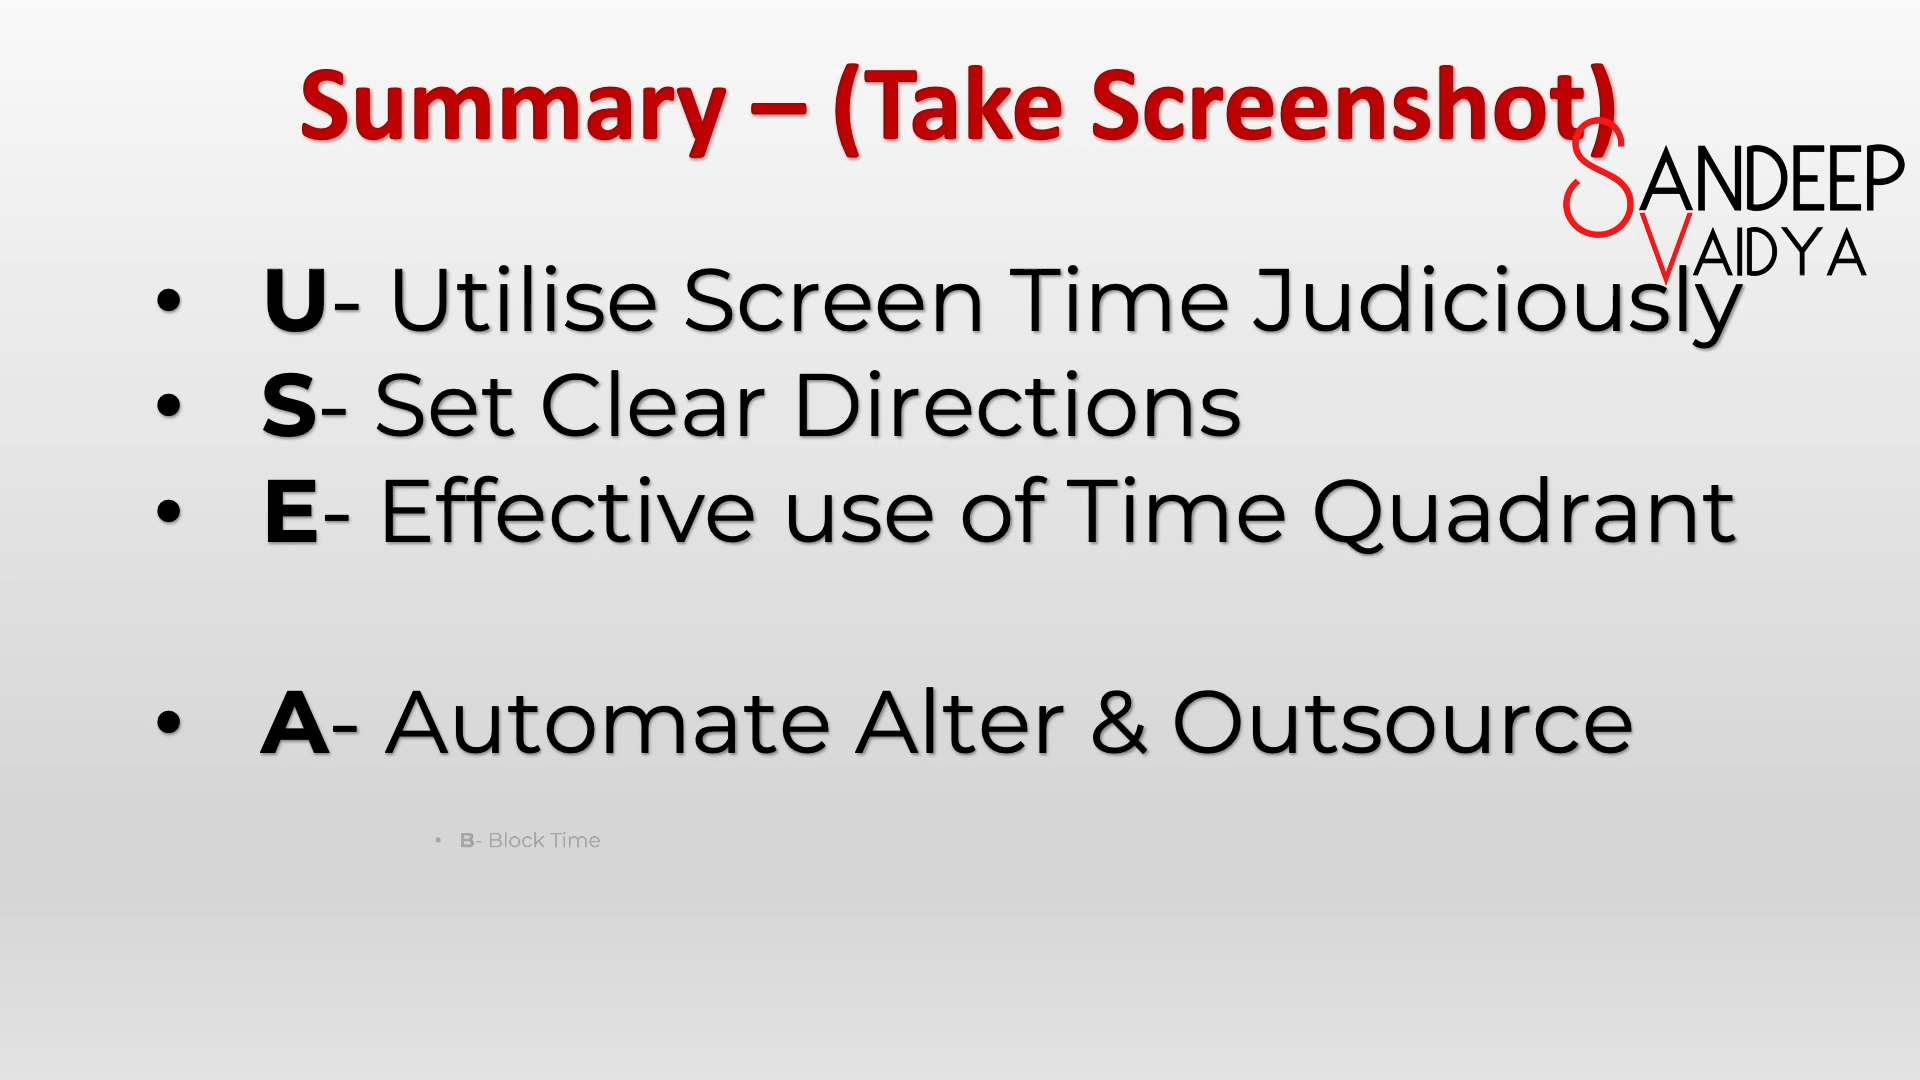 Summary – (Take Screenshot)
SANDEEP
VAIDYA
• U- Utilise Screen Time Judiciously
• S- Set Clear Directions
• E- Effective use of Time Quadrant
• A- Automate Alter & Outsource
• B- Block Time